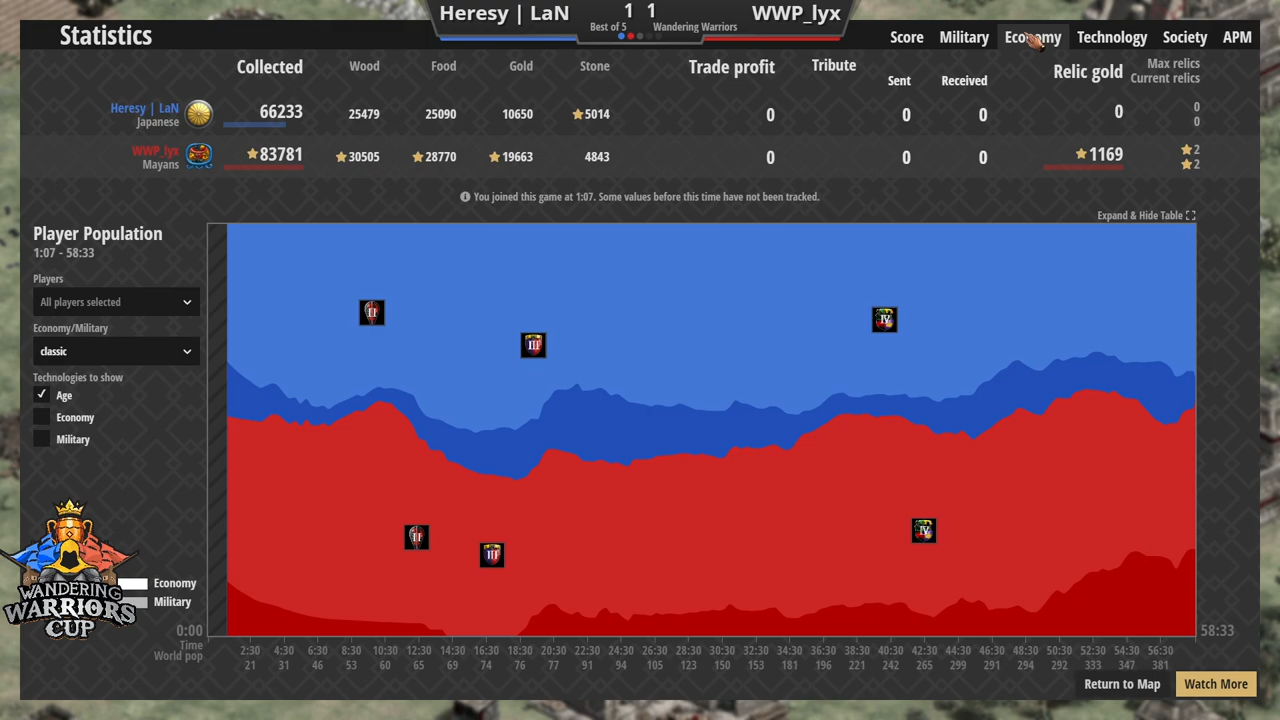 Heresy | LaN 1 1 WWP_lyx
Best of 5 Wandering Warriors
Statistics
Score Military Economy Technology Society APM
Collected Wood Food Gold Stone Trade profit Tribute Sent Received Relic gold Max relics
Current relics
Heresy | LaN
Japanese
66233 25479 25090 10650 5014 0 0 0 0 0
0
WWP_lyx
Mayans
83781 30505 28770 19663 4843 0 0 0 1169 2
2
You joined this game at 1:07. Some values before this time have not been tracked.
Expand & Hide Table
Player Population
1:07 - 58:33
Players
All players selected
Economy/Military
classic
Technologies to show
Age
Economy
Military
II
III
IV
II
III
IV
Economy
Military
WANDERING
WARRIORS
CUP
0:00
58:33
Time 2:30 4:30 6:30 8:30 10:30 12:30 14:30 16:30 18:30 20:30 22:30 24:30 26:30 28:30 30:30 32:30 34:30 36:30 38:30 40:30 42:30 44:30 46:30 48:30 50:30 52:30 54:30 56:30
World pop 21 31 46 53 60 65 69 74 76 77 91 94 105 123 150 153 181 196 221 242 265 299 291 294 292 333 347 381
Return to Map
Watch More